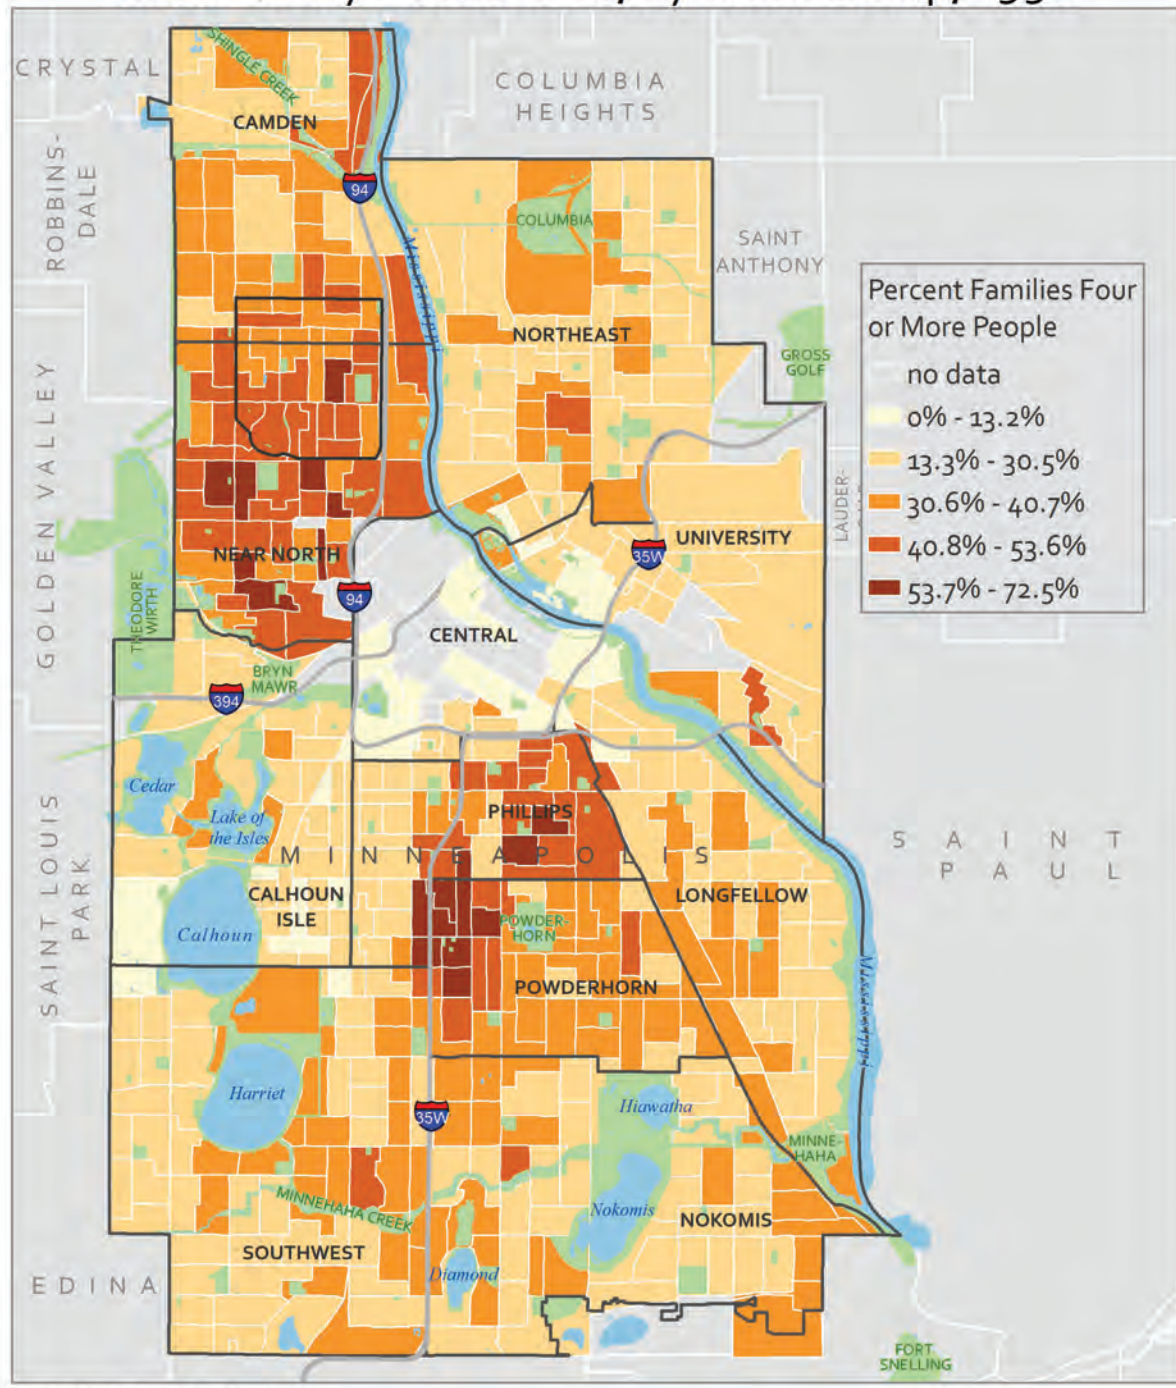 CRYSTAL
COLUMBIA
HEIGHTS
SHINGLE CREEK
CAMDEN
ROBBINS-
DALE
94
COLUMBIA
SAINT
ANTHONY
Mississippi
NORTHEAST
GROSS
GOLF
Percent Families Four
or More People
no data
0% - 13.2%
13.3% - 30.5%
30.6% - 40.7%
40.8% - 53.6%
53.7% - 72.5%
GOLDEN VALLEY
LAUDER-
NEAR NORTH
UNIVERSITY
35W
THEODORE
WIRTH
94
CENTRAL
BRYN
MAWR
394
Cedar
Lake of
the Isles
PHILLIPS
MINNEAPOLIS
SAINT LOUIS
PARK
SAINT
PAUL
CALHOUN
ISLE
LONGFELLOW
Calhoun
POWDER-
HORN
POWDERHORN
Mississippi
Harriet
35W
Hiawatha
MINNE-
HAHA
MINNEHAHA CREEK
Nokomis
NOKOMIS
SOUTHWEST
Diamond
EDINA
FORT
SNELLING